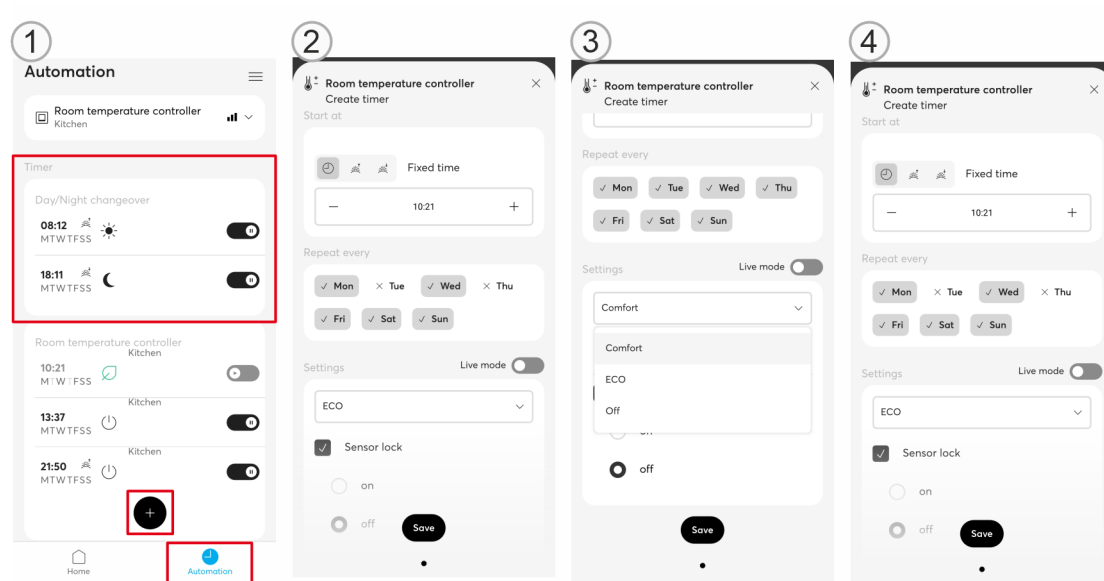 1
Automation
Room temperature controller
Kitchen
Timer
Day/Night changeover
08:12
MTWTFSS
18:11
MTWTFSS
Room temperature controller
Kitchen
10:21
MTWTFSS
Kitchen
13:37
MTWTFSS
Kitchen
21:50
MTWTFSS
+
Home
Automation
2
Room temperature controller
Create timer
Start at
Fixed time
10:21
Repeat every
Mon Tue Wed Thu
Fri Sat Sun
Settings Live mode
ECO
Sensor lock
on
off
Save
3
Room temperature controller
Create timer
Repeat every
Mon Tue Wed Thu
Fri Sat Sun
Settings Live mode
Comfort
Comfort
ECO
Off
off
Save
4
Room temperature controller
Create timer
Start at
Fixed time
10:21
Repeat every
Mon Tue Wed Thu
Fri Sat Sun
Settings Live mode
ECO
Sensor lock
on
off
Save